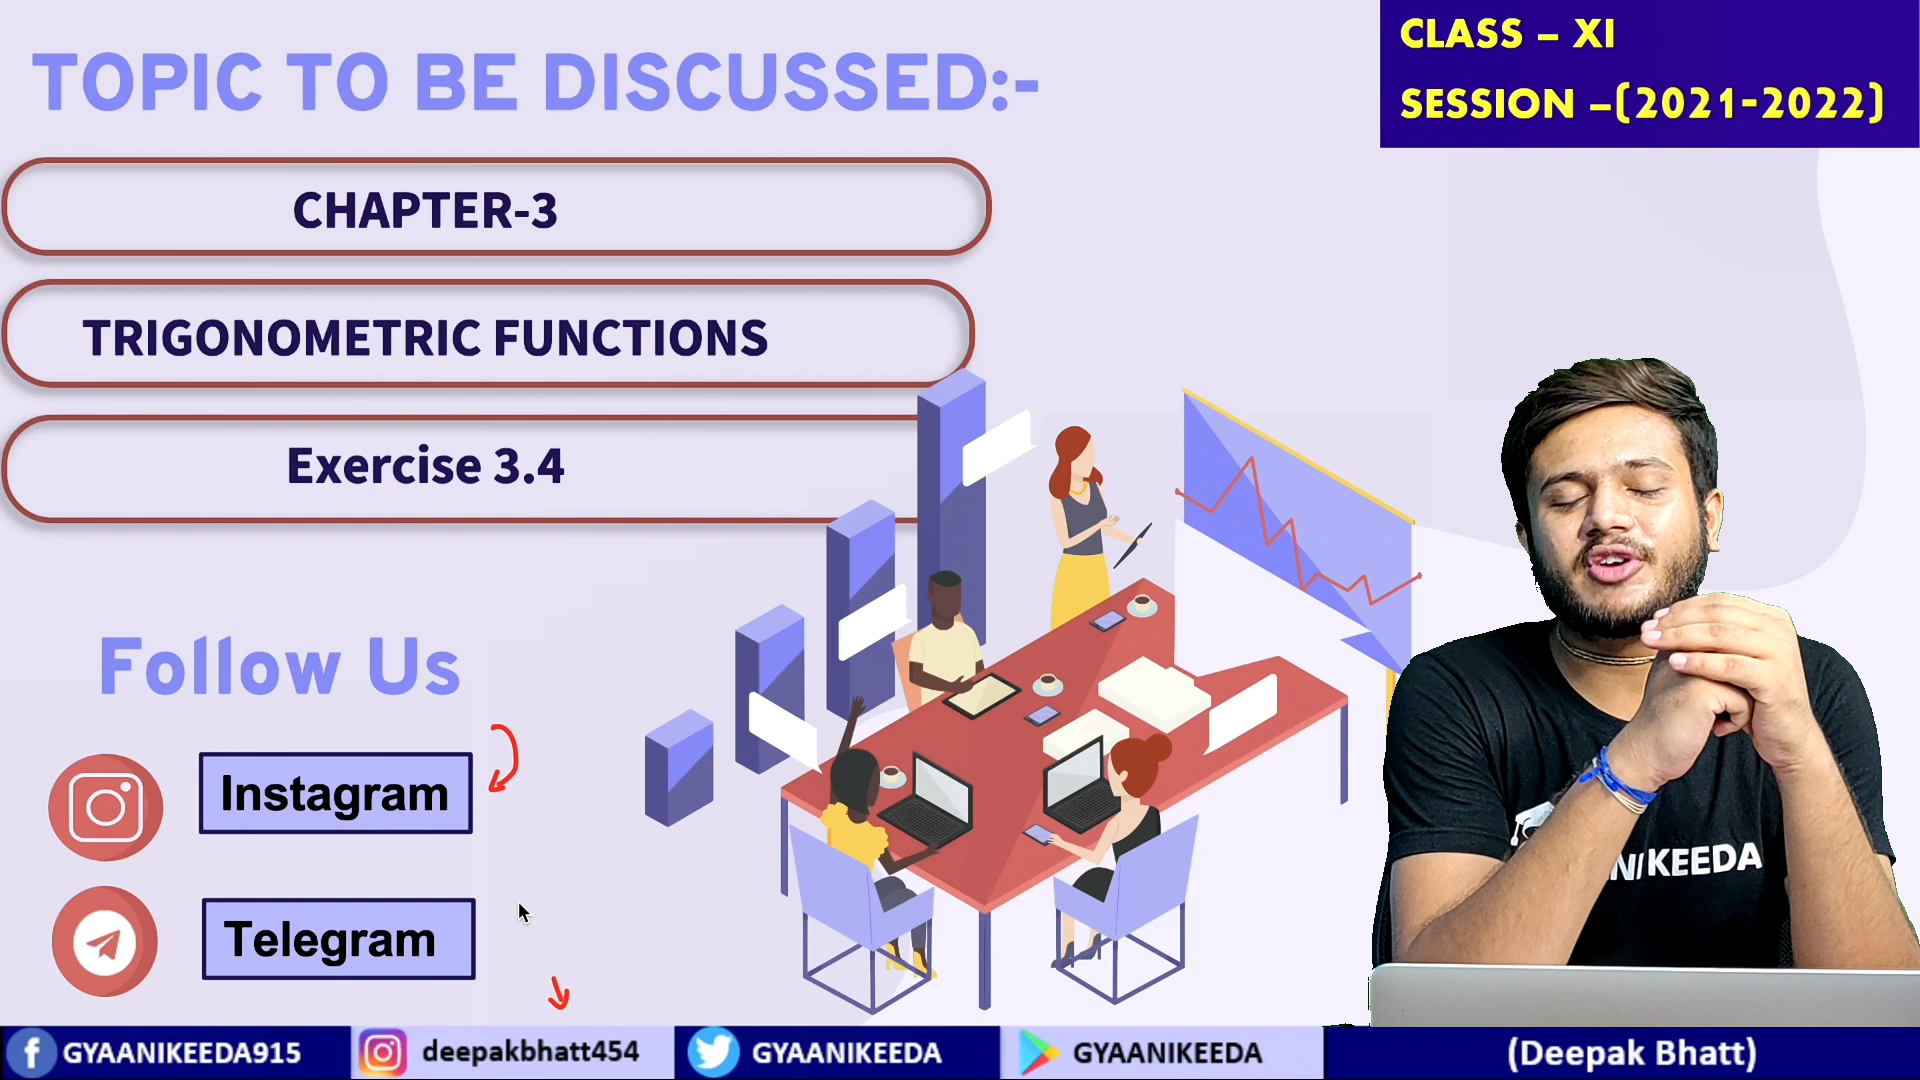 TOPIC TO BE DISCUSSED:-
CLASS – XI
SESSION –(2021-2022)
CHAPTER-3
TRIGONOMETRIC FUNCTIONS
Exercise 3.4
Follow Us
Instagram
Telegram
KEEDA
GYAANIKEEDA915
deepakbhatt454
GYAANIKEEDA
GYAANIKEEDA
(Deepak Bhatt)